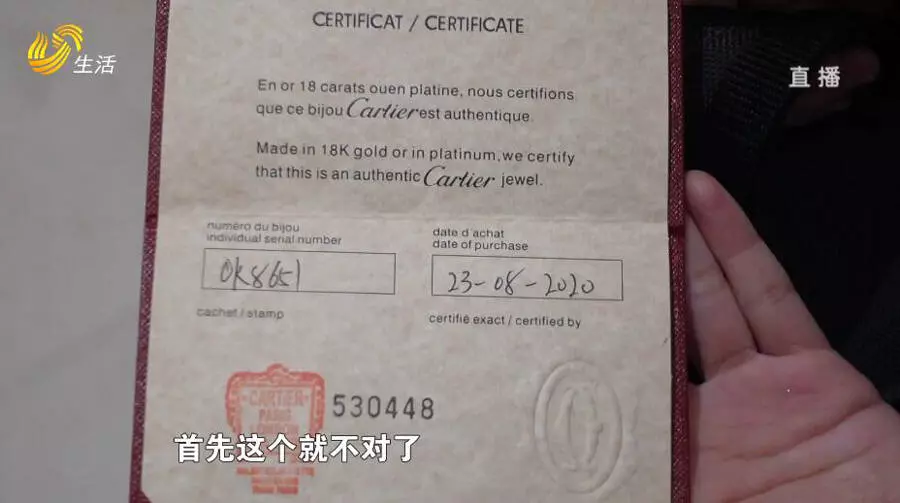 CERTIFICAT / CERTIFICATE
生活
直播
En or 18 carats ouen platine, nous certifions
que ce bijou Cartier est authentique.
Made in 18K gold or in platinum, we certify
that this is an authentic Cartier jewel.
numéro du bijou
individual serial number
0K8651
date d'achat
date of purchase
23-08-2020
cachet / stamp
certifié exact / certified by
CARTIER
PARIS
530448
首先这个就不对了